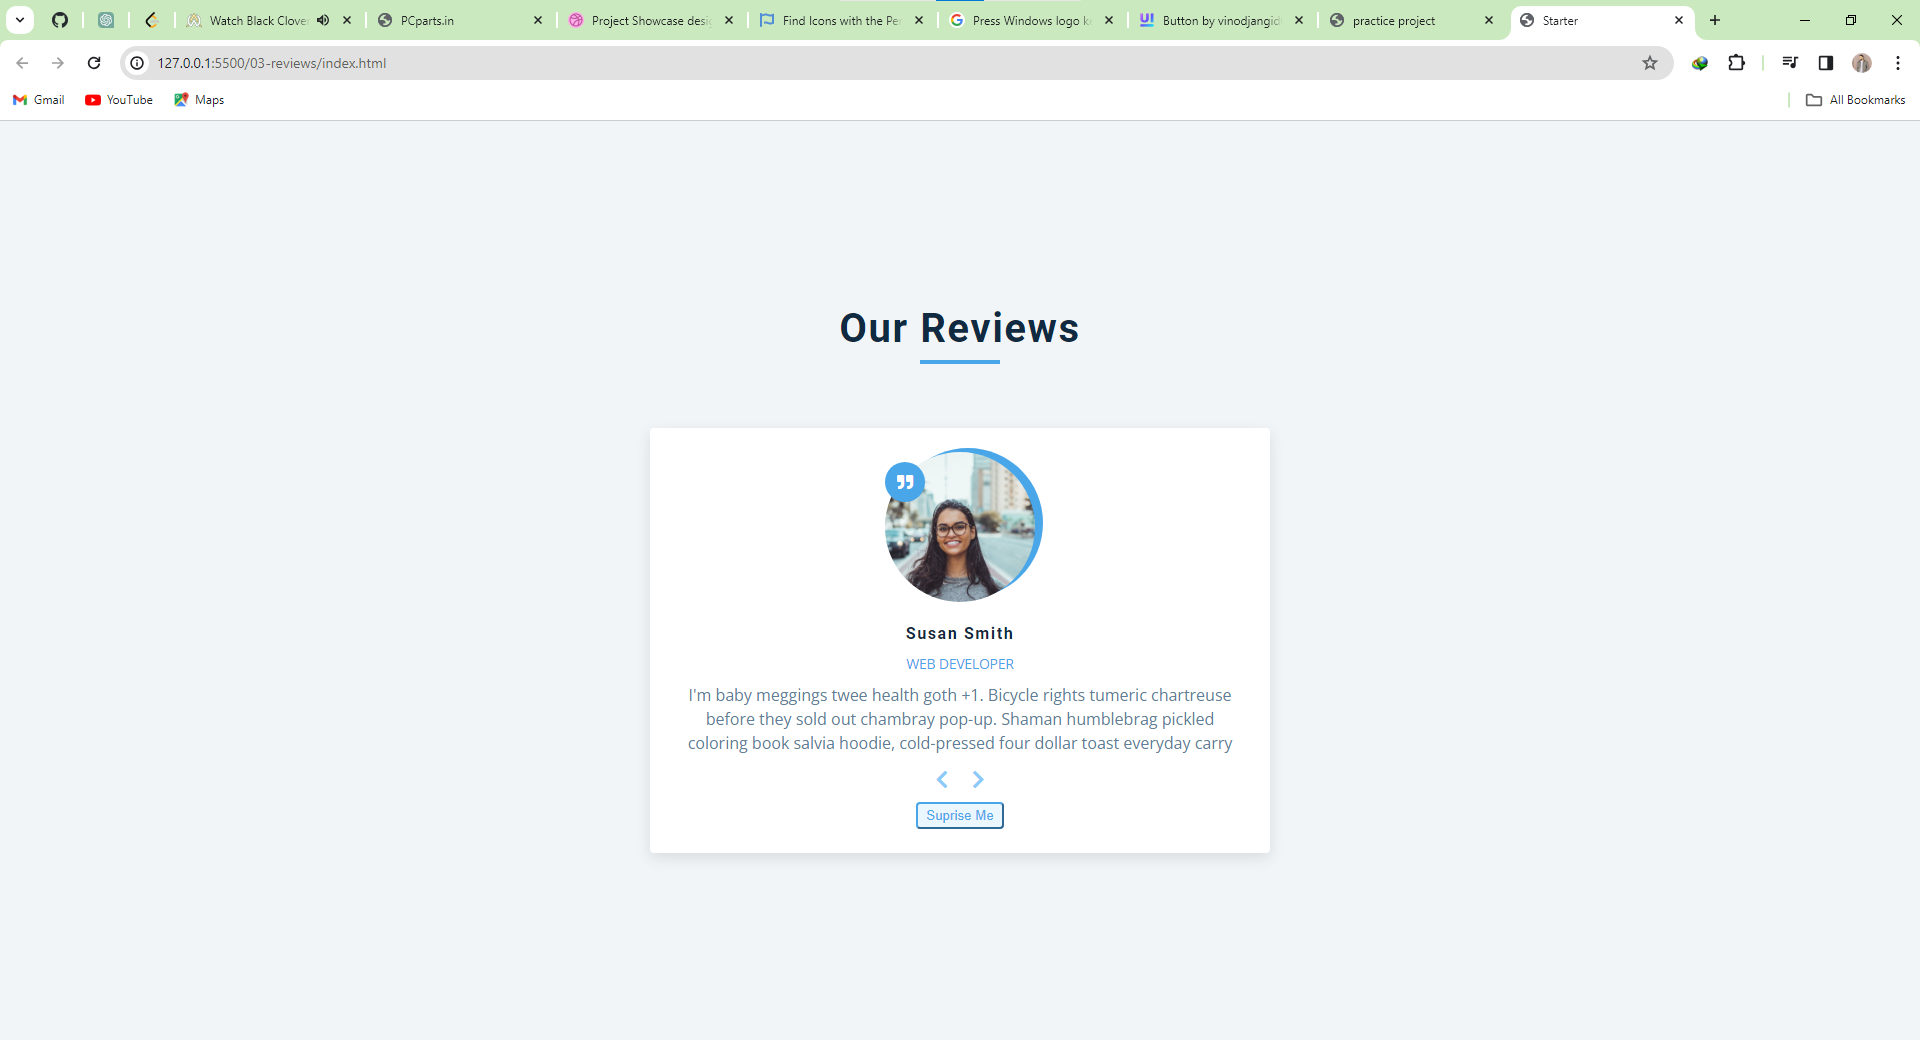 Watch Black Clover
PCparts.in
Project Showcase desi
Find Icons with the Per
Press Windows logo k
Button by vinodjangid
practice project
Starter
127.0.0.1:5500/03-reviews/index.html
Gmail
YouTube
Maps
All Bookmarks
Our Reviews
Susan Smith
WEB DEVELOPER
I'm baby meggings twee health goth +1. Bicycle rights tumeric chartreuse
before they sold out chambray pop-up. Shaman humblebrag pickled
coloring book salvia hoodie, cold-pressed four dollar toast everyday carry
Suprise Me